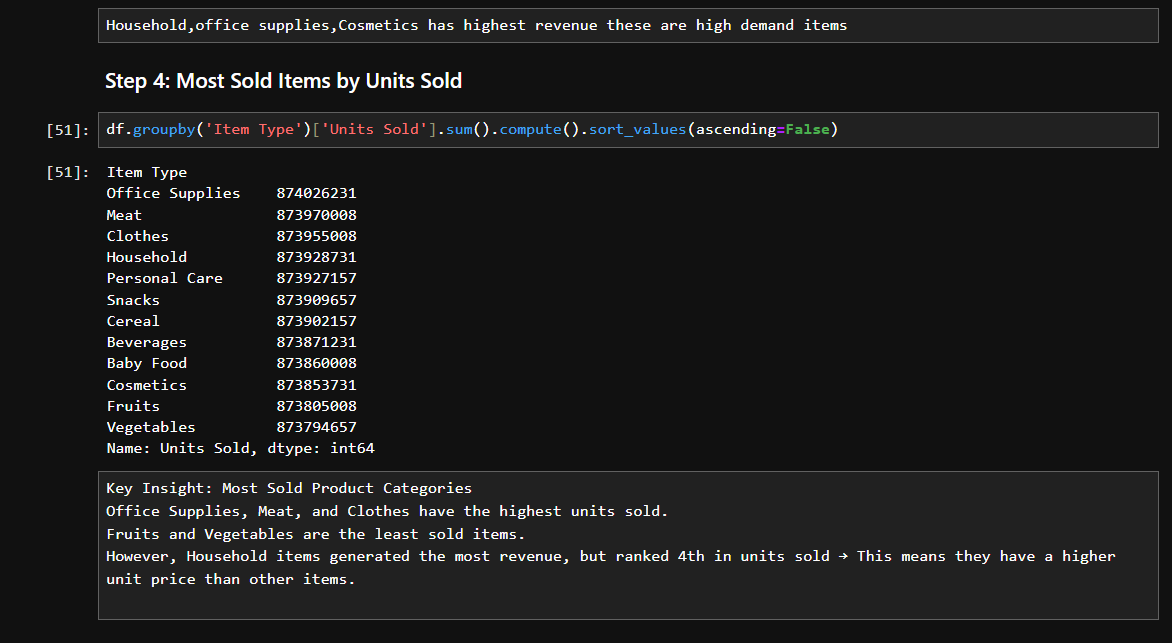 Household,office supplies,Cosmetics has highest revenue these are high demand items
Step 4: Most Sold Items by Units Sold
[51]: df.groupby('Item Type')['Units Sold'].sum().compute().sort_values(ascending=False)
[51]: Item Type
Office Supplies    874026231
Meat               873970008
Clothes            873955008
Household          873928731
Personal Care      873927157
Snacks             873909657
Cereal             873902157
Beverages          873871231
Baby Food          873860008
Cosmetics          873853731
Fruits             873805008
Vegetables         873794657
Name: Units Sold, dtype: int64
Key Insight: Most Sold Product Categories
Office Supplies, Meat, and Clothes have the highest units sold.
Fruits and Vegetables are the least sold items.
However, Household items generated the most revenue, but ranked 4th in units sold → This means they have a higher
unit price than other items.